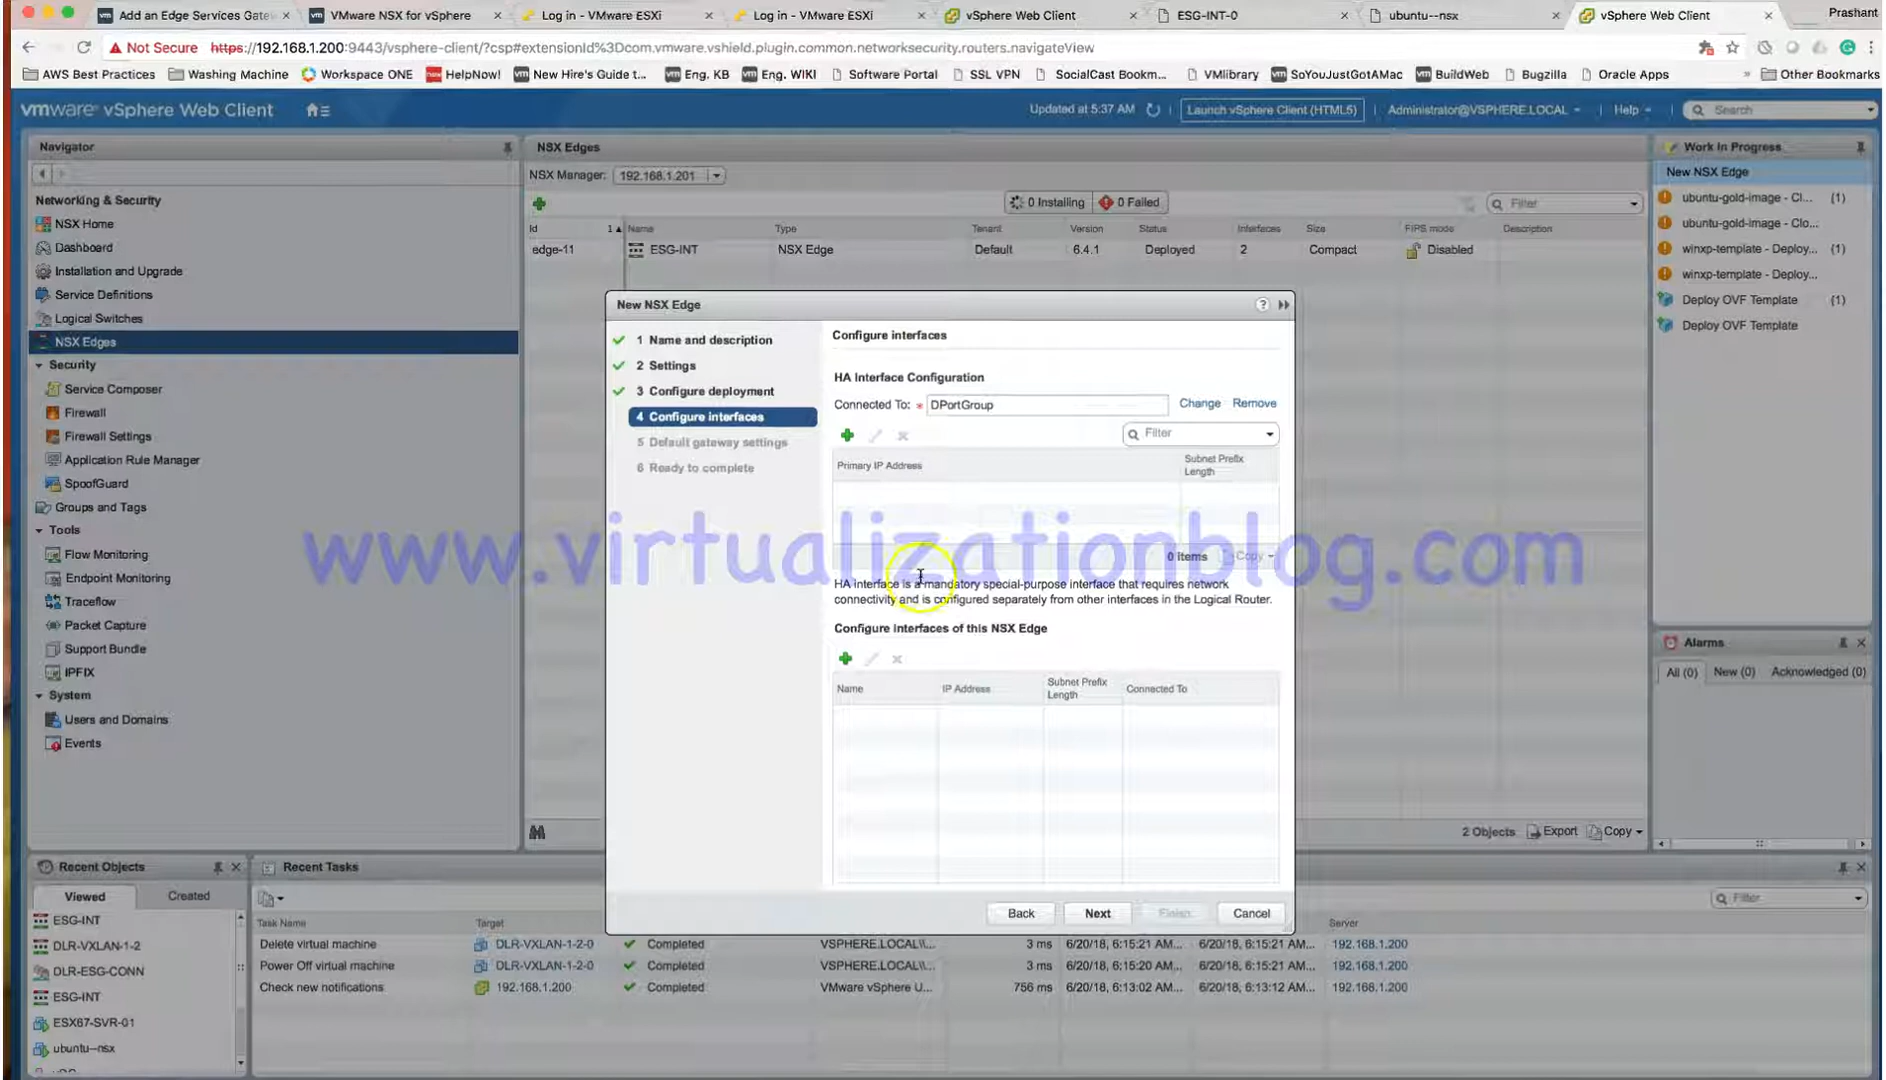 Add an Edge Services Gate
VMware NSX for vSphere
Log in - VMware ESXi
Log in - VMware ESXi
vSphere Web Client
ESG-INT-0
ubuntu--nsx
vSphere Web Client
Prashant
Not Secure https://192.168.1.200:9443/vsphere-client/?csp#extensionId%3Dcom.vmware.vshield.plugin.common.networksecurity.routers.navigateView
AWS Best Practices Washing Machine Workspace ONE HelpNow! New Hire's Guide t... Eng. KB Eng. WIKI Software Portal SSL VPN SocialCast Bookm... VMlibrary SoYouJustGotAMac BuildWeb Bugzilla Oracle Apps » Other Bookmarks
vmware® vSphere Web Client
Updated at 5:37 AM Launch vSphere Client (HTML5) Administrator@VSPHERE.LOCAL Help Search
Navigator
Networking & Security
NSX Home
Dashboard
Installation and Upgrade
Service Definitions
Logical Switches
NSX Edges
Security
Service Composer
Firewall
Firewall Settings
Application Rule Manager
SpoofGuard
Groups and Tags
Tools
Flow Monitoring
Endpoint Monitoring
Traceflow
Packet Capture
Support Bundle
IPFIX
System
Users and Domains
Events
NSX Edges
NSX Manager: 192.168.1.201
0 Installing 0 Failed Filter
Id 1 Name Type Tenant Version Status Interfaces Size FIPS mode Description
edge-11 ESG-INT NSX Edge Default 6.4.1 Deployed 2 Compact Disabled
2 Objects Export Copy
New NSX Edge
1 Name and description
2 Settings
3 Configure deployment
4 Configure interfaces
5 Default gateway settings
6 Ready to complete
Configure interfaces
HA Interface Configuration
Connected To: * DPortGroup Change Remove
Filter
Primary IP Address Subnet Prefix Length
0 items Copy
HA interface is a mandatory special-purpose interface that requires network
connectivity and is configured separately from other interfaces in the Logical Router.
Configure interfaces of this NSX Edge
Name IP Address Subnet Prefix Length Connected To
Back Next Finish Cancel
www.virtualizationblog.com
Work In Progress
New NSX Edge
ubuntu-gold-image - Cl... (1)
ubuntu-gold-image - Clo...
winxp-template - Deploy... (1)
winxp-template - Deploy...
Deploy OVF Template (1)
Deploy OVF Template
Alarms
All (0) New (0) Acknowledged (0)
Recent Objects
Viewed Created
ESG-INT
DLR-VXLAN-1-2
DLR-ESG-CONN
ESG-INT
ESX67-SVR-01
ubuntu--nsx
Recent Tasks
Filter
Task Name Target Server
Delete virtual machine DLR-VXLAN-1-2-0 Completed VSPHERE.LOCAL\\... 3 ms 6/20/18, 6:15:21 AM... 6/20/18, 6:15:21 AM... 192.168.1.200
Power Off virtual machine DLR-VXLAN-1-2-0 Completed VSPHERE.LOCAL\\... 3 ms 6/20/18, 6:15:20 AM... 6/20/18, 6:15:21 AM... 192.168.1.200
Check new notifications 192.168.1.200 Completed VMware vSphere U... 756 ms 6/20/18, 6:13:02 AM... 6/20/18, 6:13:12 AM... 192.168.1.200